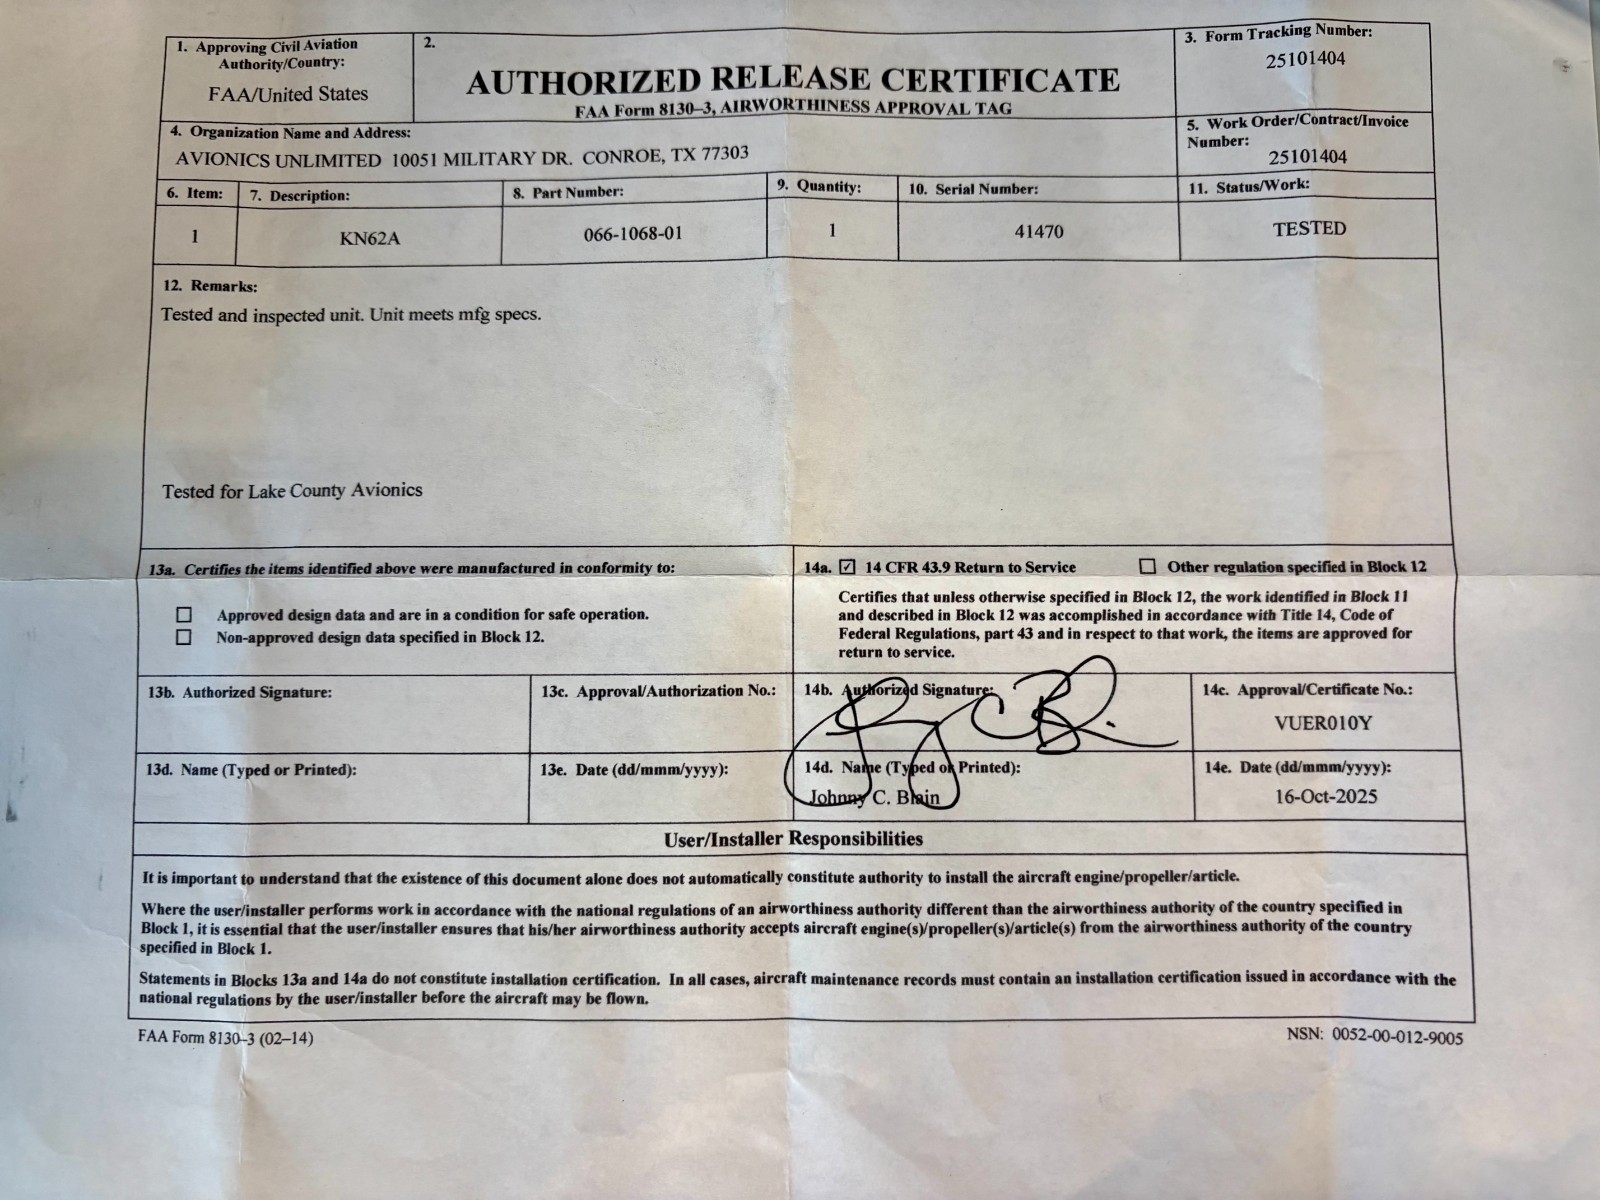 1. Approving Civil Aviation
Authority/Country:
FAA/United States
2.
AUTHORIZED RELEASE CERTIFICATE
FAA Form 8130–3, AIRWORTHINESS APPROVAL TAG
3. Form Tracking Number:
25101404
4. Organization Name and Address:
AVIONICS UNLIMITED 10051 MILITARY DR. CONROE, TX 77303
5. Work Order/Contract/Invoice
Number:
25101404
6. Item:
7. Description:
8. Part Number:
9. Quantity:
10. Serial Number:
11. Status/Work:
1
KN62A
066-1068-01
1
41470
TESTED
12. Remarks:
Tested and inspected unit. Unit meets mfg specs.
Tested for Lake County Avionics
13a. Certifies the items identified above were manufactured in conformity to:
Approved design data and are in a condition for safe operation.
Non-approved design data specified in Block 12.
14a. ☑ 14 CFR 43.9 Return to Service ☐ Other regulation specified in Block 12
Certifies that unless otherwise specified in Block 12, the work identified in Block 11
and described in Block 12 was accomplished in accordance with Title 14, Code of
Federal Regulations, part 43 and in respect to that work, the items are approved for
return to service.
13b. Authorized Signature:
13c. Approval/Authorization No.:
14b. Authorized Signature:
14c. Approval/Certificate No.:
VUER010Y
13d. Name (Typed or Printed):
13e. Date (dd/mmm/yyyy):
14d. Name (Typed or Printed):
Johnny C. Blain
14e. Date (dd/mmm/yyyy):
16-Oct-2025
User/Installer Responsibilities
It is important to understand that the existence of this document alone does not automatically constitute authority to install the aircraft engine/propeller/article.
Where the user/installer performs work in accordance with the national regulations of an airworthiness authority different than the airworthiness authority of the country specified in
Block 1, it is essential that the user/installer ensures that his/her airworthiness authority accepts aircraft engine(s)/propeller(s)/article(s) from the airworthiness authority of the country
specified in Block 1.
Statements in Blocks 13a and 14a do not constitute installation certification. In all cases, aircraft maintenance records must contain an installation certification issued in accordance with the
national regulations by the user/installer before the aircraft may be flown.
FAA Form 8130–3 (02–14)
NSN: 0052-00-012-9005